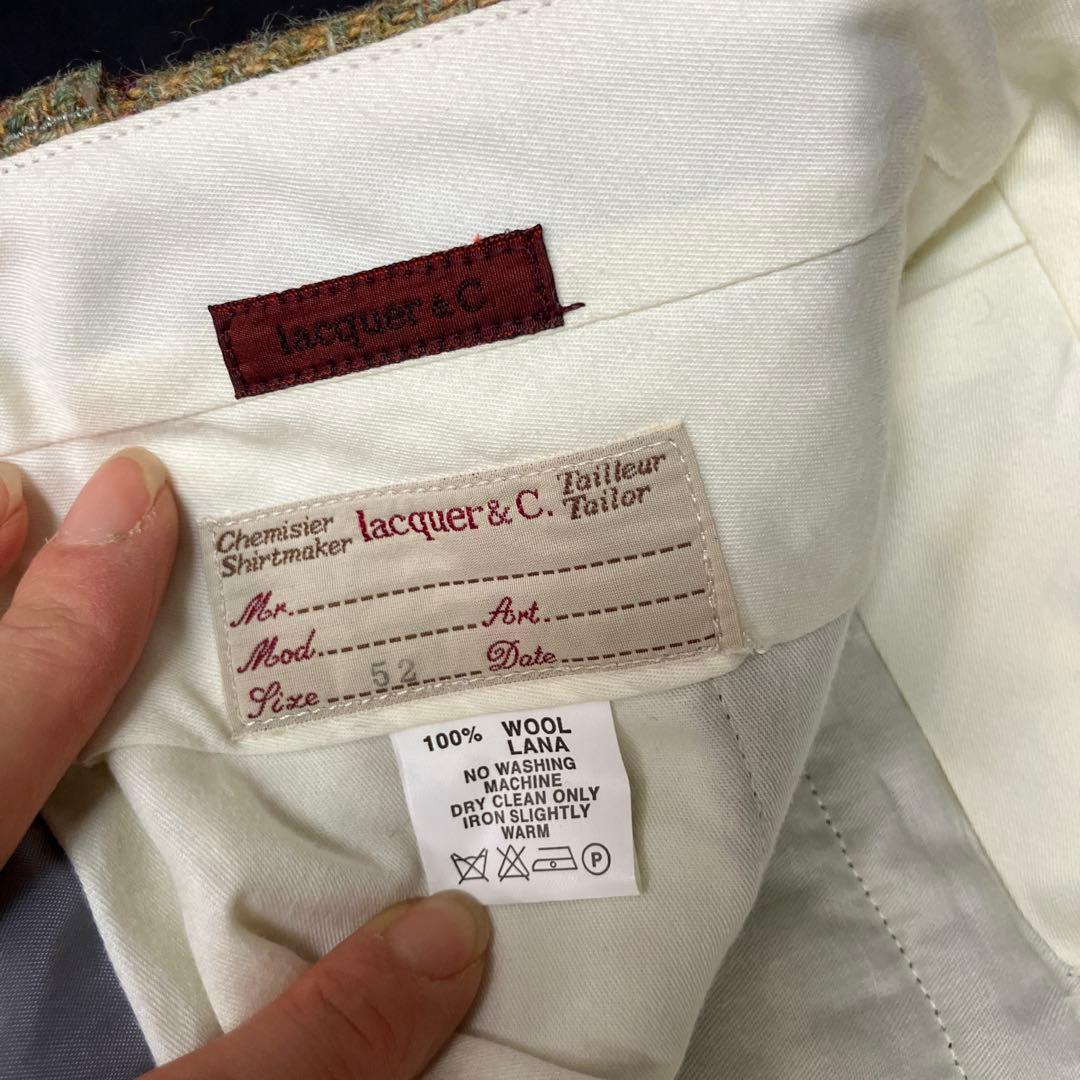 lacquer & C
Chemisier lacquer & C. Tailleur
Shirtmaker Tailor
Mr.
Mod. Art.
Size 52 Date
100% WOOL
LANA
NO WASHING
MACHINE
DRY CLEAN ONLY
IRON SLIGHTLY
WARM
P